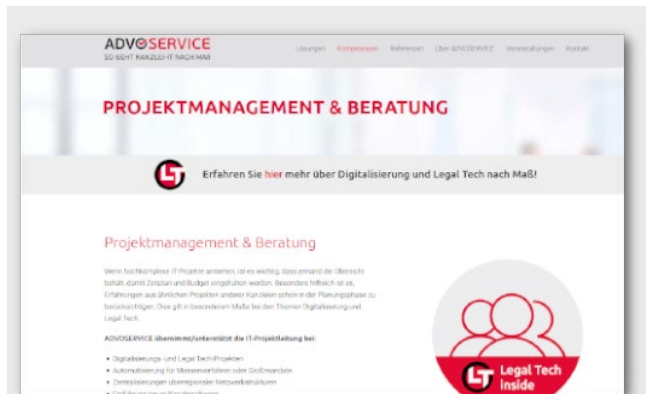 ADVOSERVICE
SO GEHT KANZLEI-IT NACH MAß
Lösungen Kompetenzen Referenzen Über ADVOSERVICE Veranstaltungen Kontakt
PROJEKTMANAGEMENT & BERATUNG
LT Erfahren Sie hier mehr über Digitalisierung und Legal Tech nach Maß!
Projektmanagement & Beratung
Wenn hochkomplexe IT-Projekte anstehen, ist es wichtig, dass jemand die Übersicht
behält, damit Zeitplan und Budget eingehalten werden. Besonders hilfreich ist es,
Erfahrungen aus ähnlichen Projekten anderer Kanzleien schon in der Planungsphase zu
berücksichtigen. Dies gilt in besonderem Maße bei den Themen Digitalisierung und
Legal Tech.
ADVOSERVICE übernimmt/unterstützt die IT-Projektleitung bei:
• Digitalisierungs- und Legal Tech-Projekten
• Automatisierung für Massenverfahren oder Großmandate
• Zentralisierungen überregionaler Netzwerkstrukturen
• Einführung neuer Kanzleisoftware
LT Legal Tech
inside